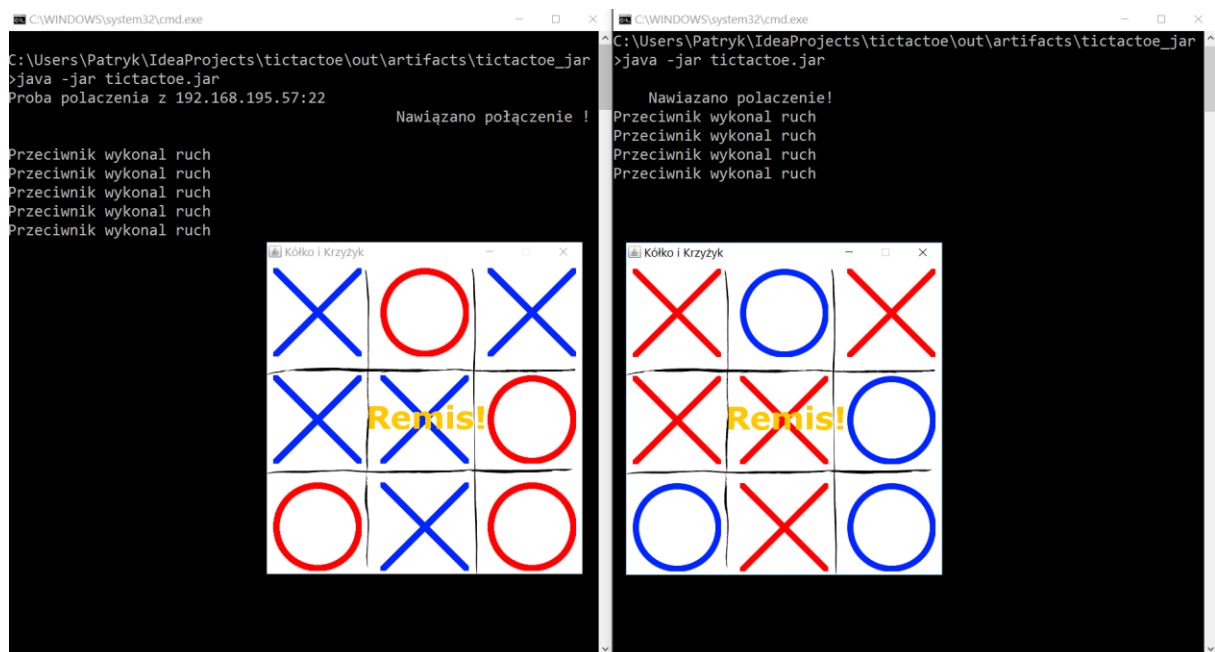 C:\WINDOWS\system32\cmd.exe
C:\Users\Patryk\IdeaProjects\tictactoe\out\artifacts\tictactoe_jar
>java -jar tictactoe.jar
Proba polaczenia z 192.168.195.57:22
Nawiązano połączenie !
Przeciwnik wykonal ruch
Przeciwnik wykonal ruch
Przeciwnik wykonal ruch
Przeciwnik wykonal ruch
Przeciwnik wykonal ruch
Kółko i Krzyżyk
Remis!
C:\WINDOWS\system32\cmd.exe
C:\Users\Patryk\IdeaProjects\tictactoe\out\artifacts\tictactoe_jar
>java -jar tictactoe.jar
Nawiazano polaczenie!
Przeciwnik wykonal ruch
Przeciwnik wykonal ruch
Przeciwnik wykonal ruch
Przeciwnik wykonal ruch
Kółko i Krzyżyk
Remis!